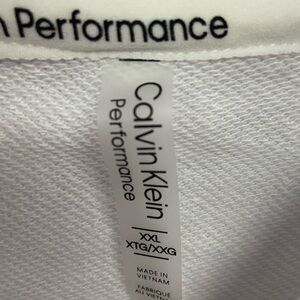 Performance
Calvin Klein
Performance
XXL
XTG/XXG
MADE IN
VIETNAM
FABRIQUÉ
AU VIETNAM